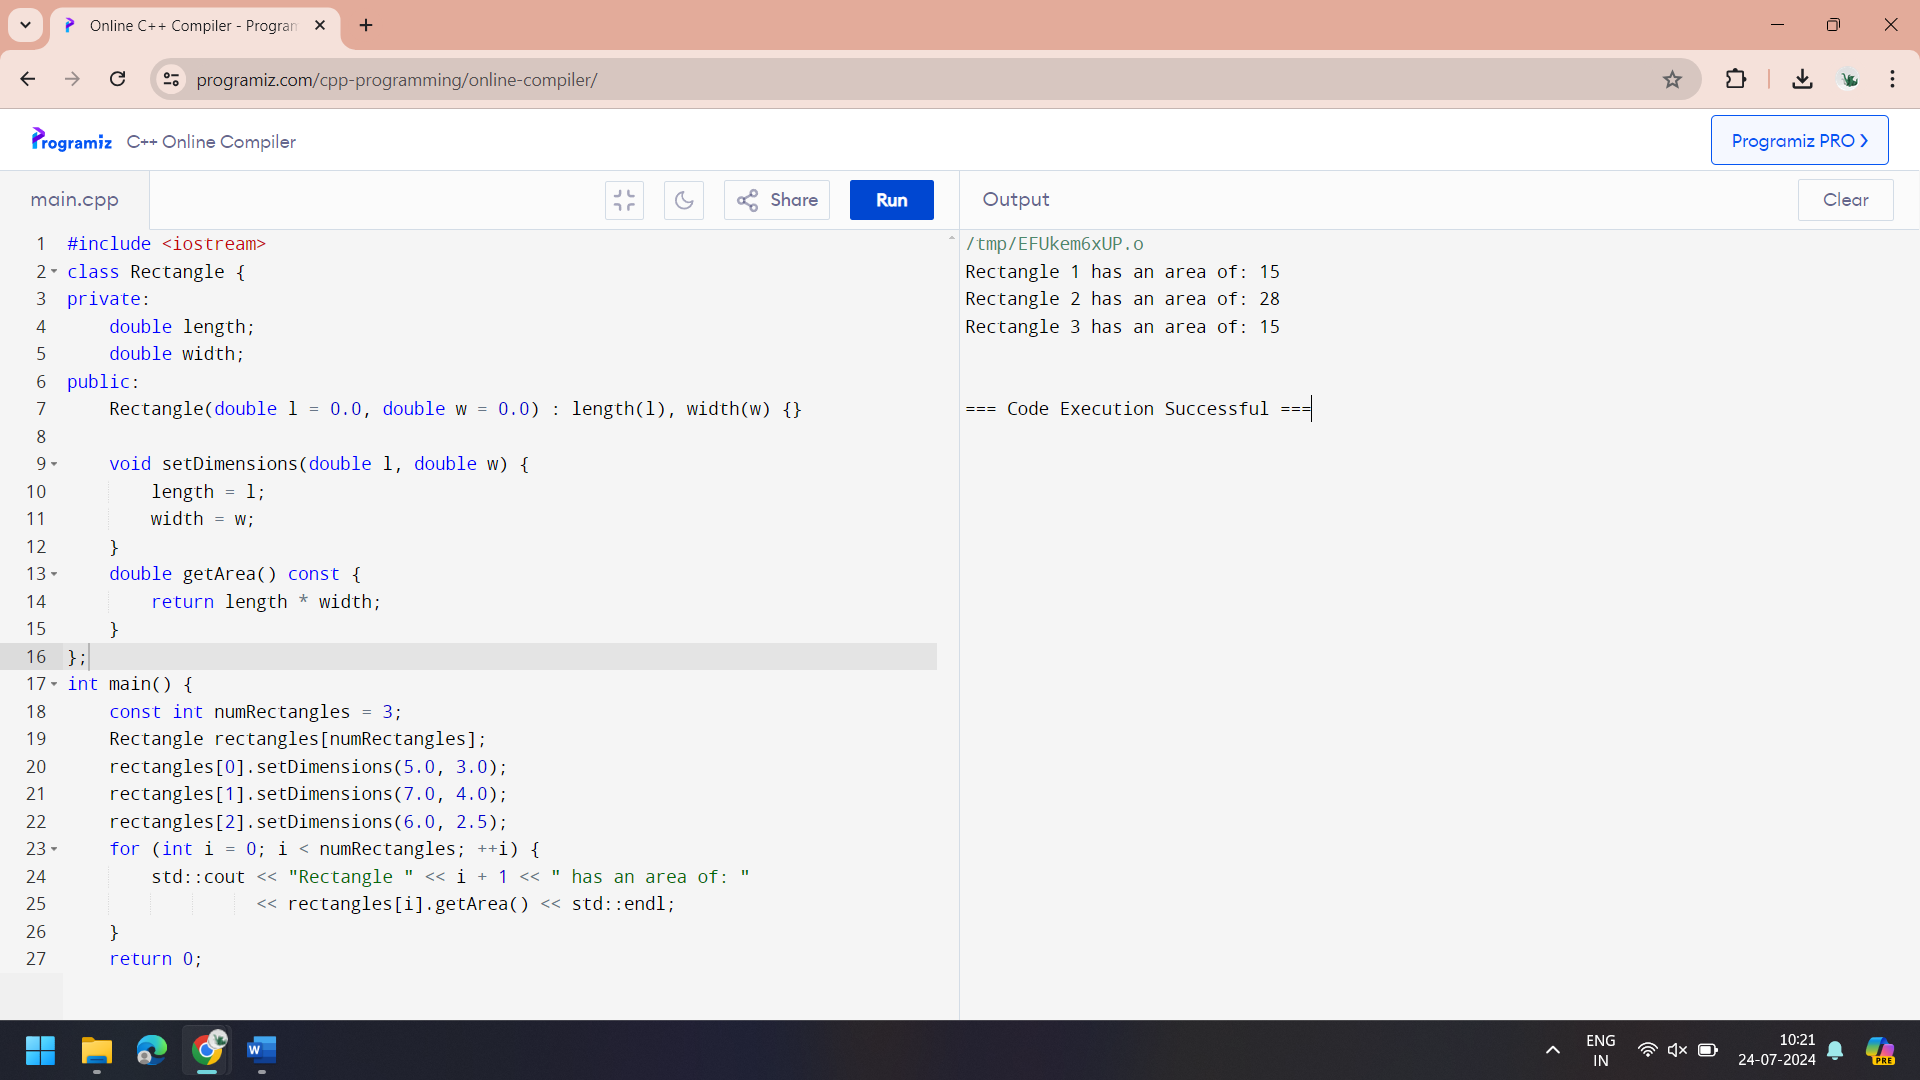 Online C++ Compiler - Program
programiz.com/cpp-programming/online-compiler/
Programiz C++ Online Compiler
Programiz PRO ›
main.cpp
Share
Run
Output
Clear
1 #include <iostream>
2 class Rectangle {
3 private:
4     double length;
5     double width;
6 public:
7     Rectangle(double l = 0.0, double w = 0.0) : length(l), width(w) {}
8
9     void setDimensions(double l, double w) {
10         length = l;
11         width = w;
12     }
13     double getArea() const {
14         return length * width;
15     }
16 };
17 int main() {
18     const int numRectangles = 3;
19     Rectangle rectangles[numRectangles];
20     rectangles[0].setDimensions(5.0, 3.0);
21     rectangles[1].setDimensions(7.0, 4.0);
22     rectangles[2].setDimensions(6.0, 2.5);
23     for (int i = 0; i < numRectangles; ++i) {
24         std::cout << "Rectangle " << i + 1 << " has an area of: "
25                   << rectangles[i].getArea() << std::endl;
26     }
27     return 0;
/tmp/EFUkem6xUP.o
Rectangle 1 has an area of: 15
Rectangle 2 has an area of: 28
Rectangle 3 has an area of: 15
=== Code Execution Successful ===
W
ENG
IN
10:21
24-07-2024
PRE